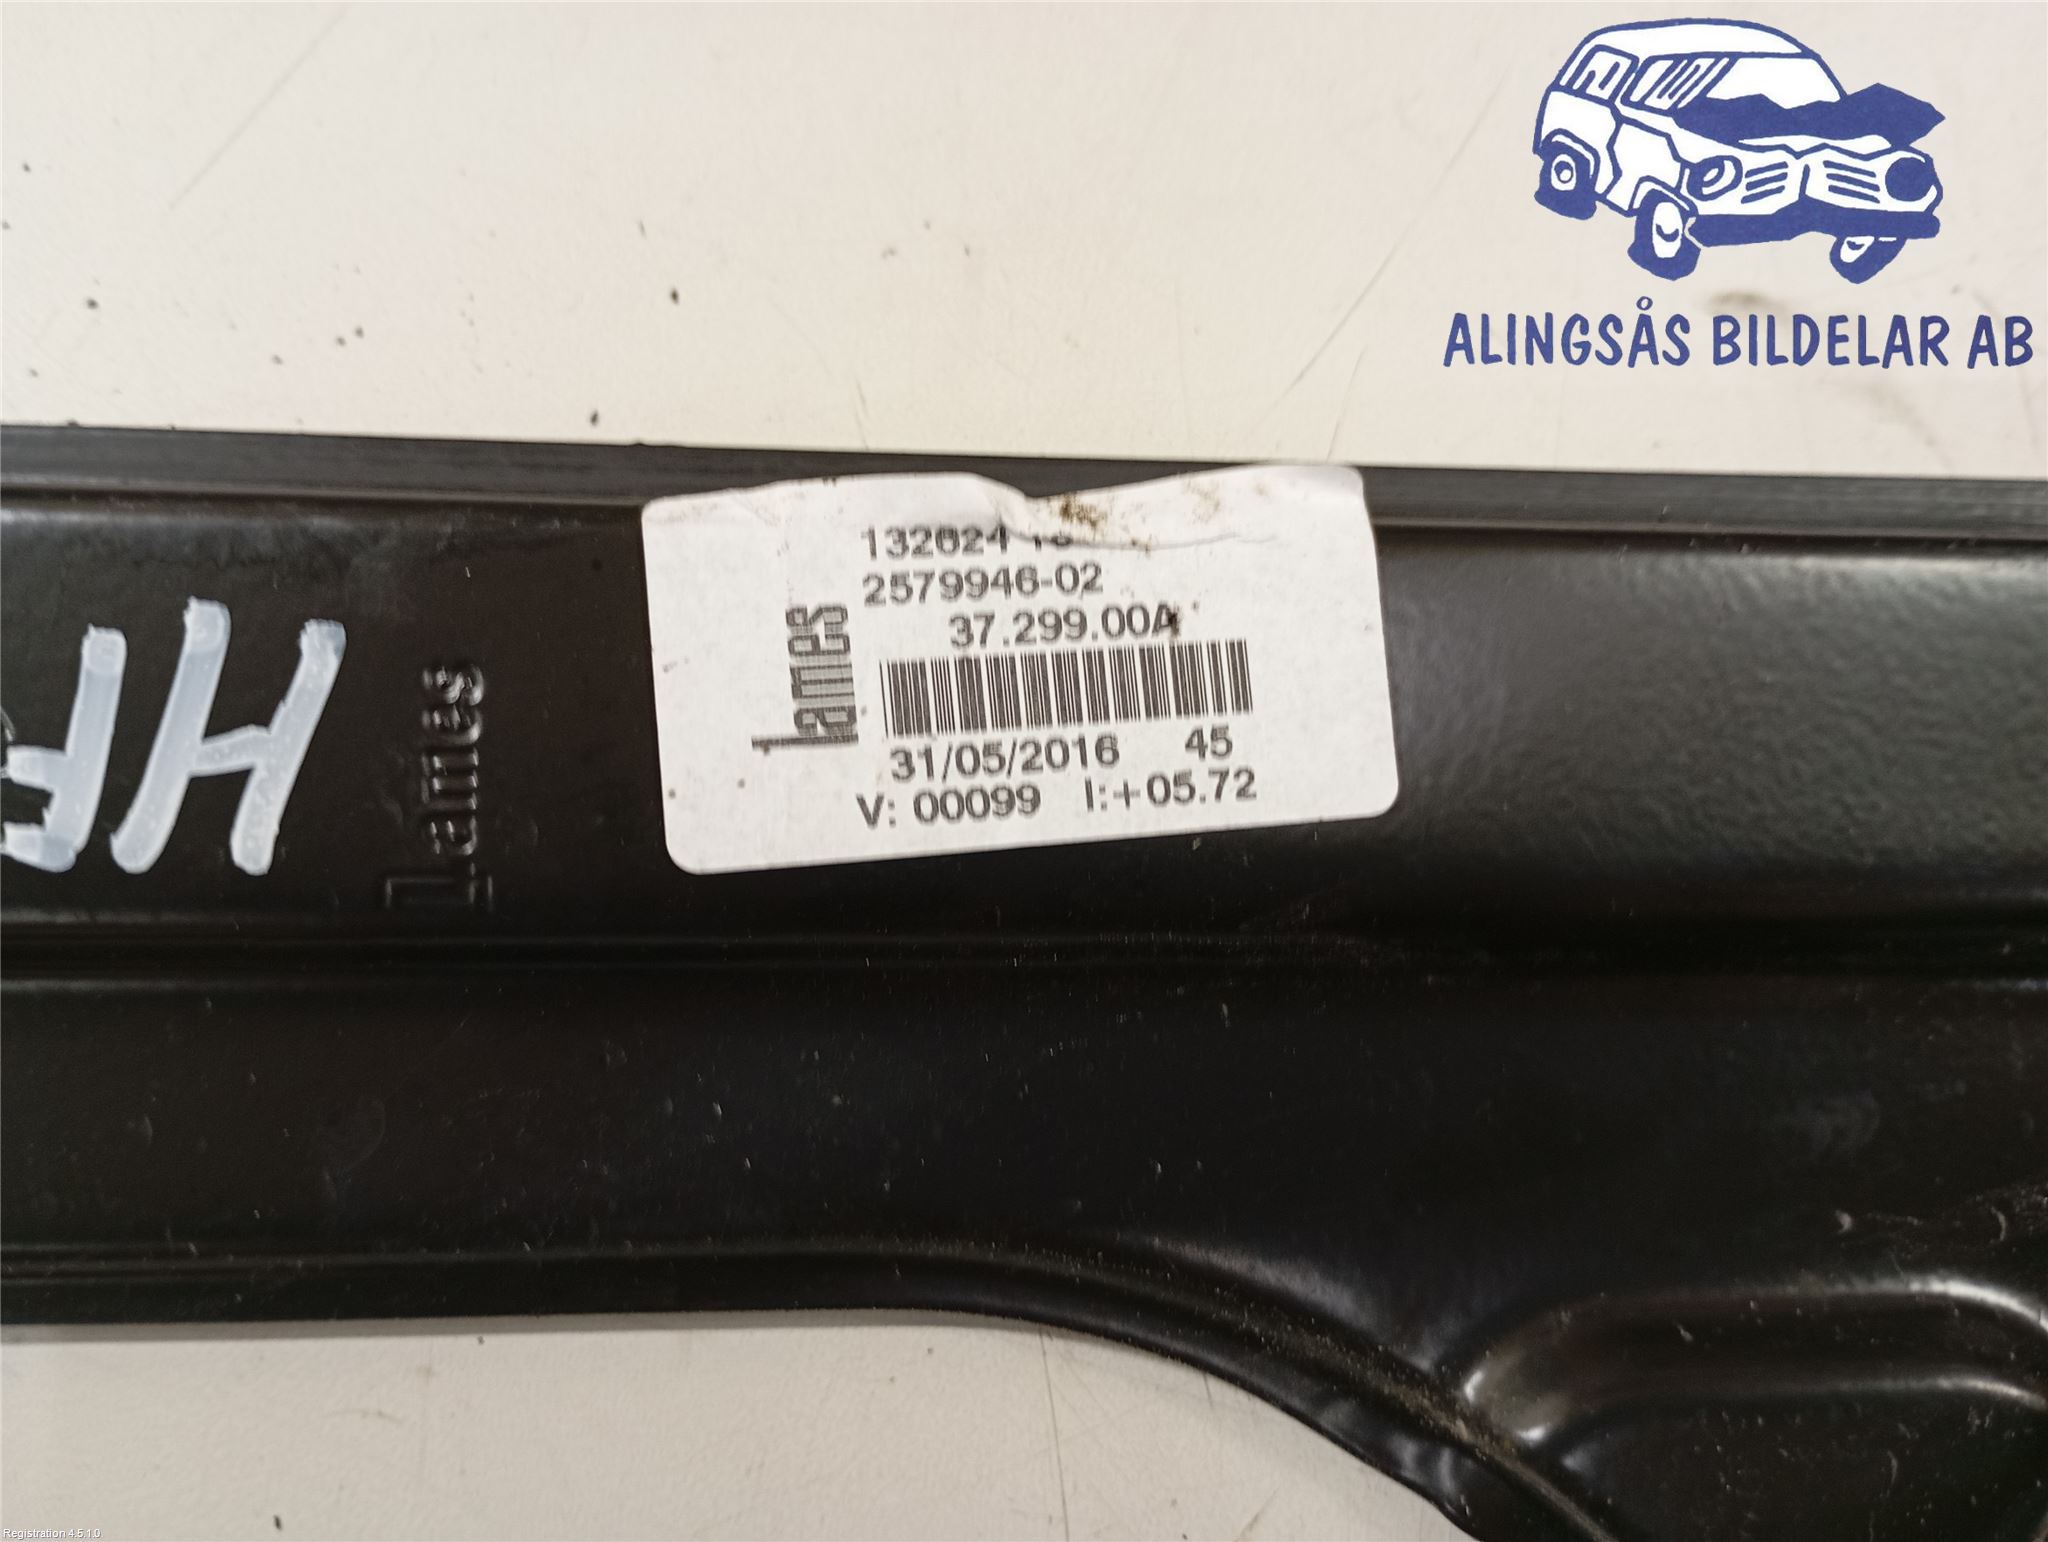 ALINGSÅS BILDELAR AB
2579946-02
37.299.00A
Lames
31/05/2016 45
V: 00099 I:+05.72
HF
Lames
Registration 4.5.1.0